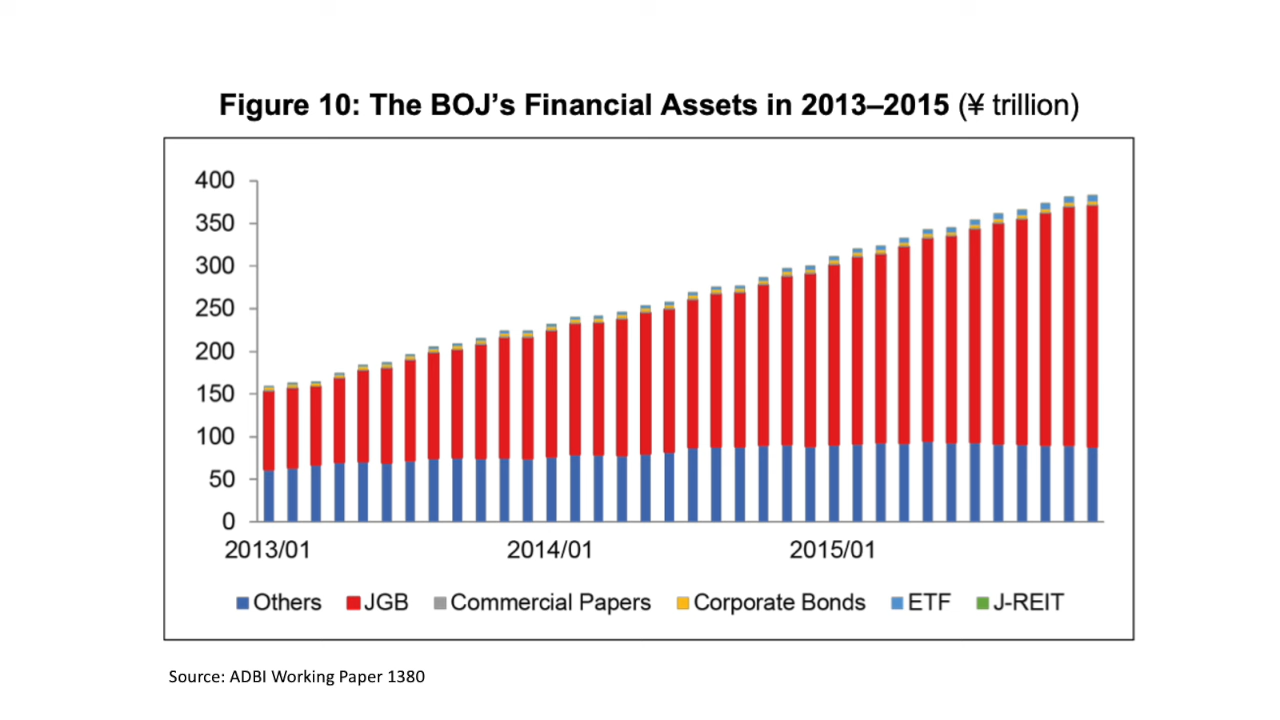 Figure 10: The BOJ’s Financial Assets in 2013–2015 (¥ trillion)
400
350
300
250
200
150
100
50
0
2013/01 2014/01 2015/01
Others JGB Commercial Papers Corporate Bonds ETF J-REIT
Source: ADBI Working Paper 1380